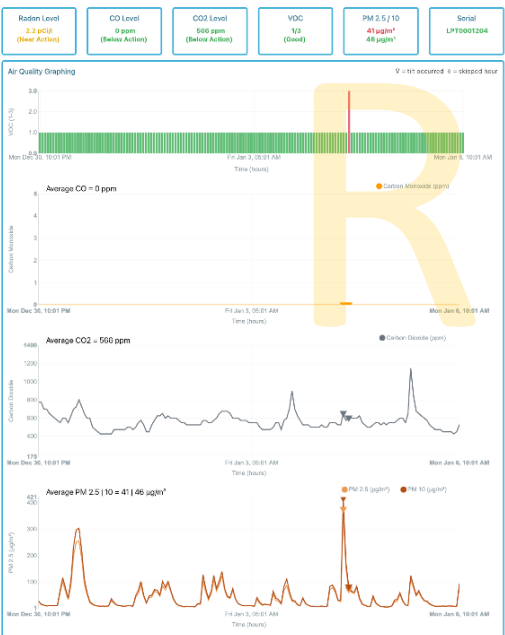 Radon Level
2.2 pCi/l
(Near Action)
CO Level
0 ppm
(Below Action)
CO2 Level
566 ppm
(Below Action)
VOC
1/3
(Good)
PM 2.5 / 10
41 µg/m³
46 µg/m³
Serial
LPT0001204
Air Quality Graphing
= tilt occurred
= skipped hour
3.0
2.0
1.0
0.0
VOC (1-3)
Mon Dec 30, 10:01 PM
Fri Jan 3, 05:01 AM
Mon Jan 6, 10:01 AM
Time (hours)
R
Average CO = 0 ppm
Carbon Monoxide (ppm)
5
4
3
2
1
0
Carbon Monoxide
Mon Dec 30, 10:01 PM
Fri Jan 3, 05:01 AM
Mon Jan 6, 10:01 AM
Time (hours)
Average CO2 = 566 ppm
Carbon Dioxide (ppm)
1200
1000
800
600
400
Carbon Dioxide
Mon Dec 30, 10:01 PM
Fri Jan 3, 05:01 AM
Mon Jan 6, 10:01 AM
Time (hours)
Average PM 2.5 | 10 = 41 | 46 µg/m³
PM 2.5 (µg/m³)
PM 10 (µg/m³)
421
400
300
200
100
1
PM 2.5 (µg/m³)
Mon Dec 30, 10:01 PM
Fri Jan 3, 05:01 AM
Mon Jan 6, 10:01 AM
Time (hours)